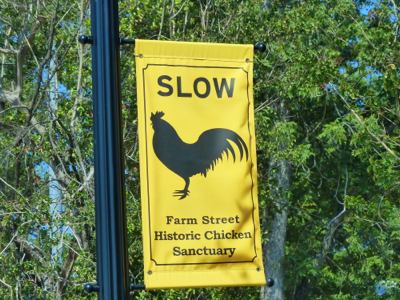 SLOW
Farm Street
Historic Chicken
Sanctuary